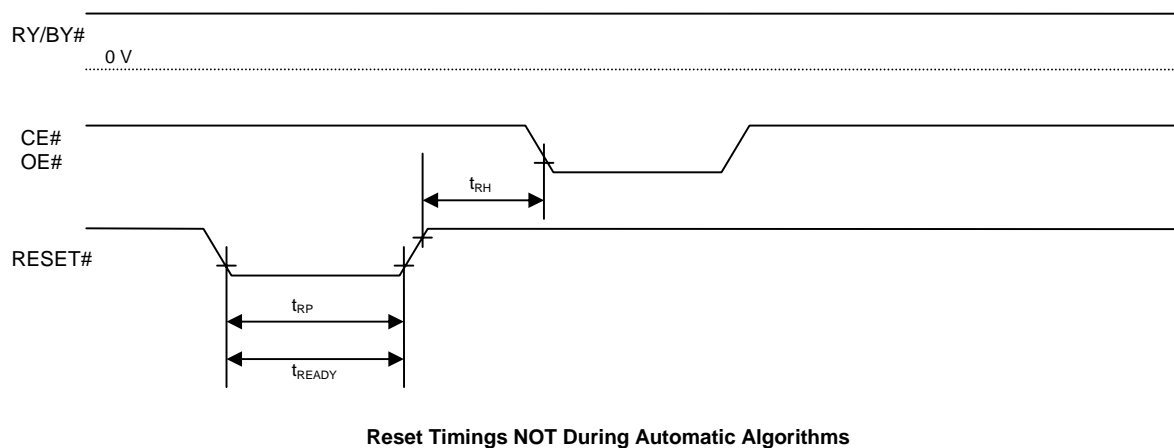 RY/BY#
0 V
CE#
OE#
tRH
RESET#
tRP
tREADY
Reset Timings NOT During Automatic Algorithms